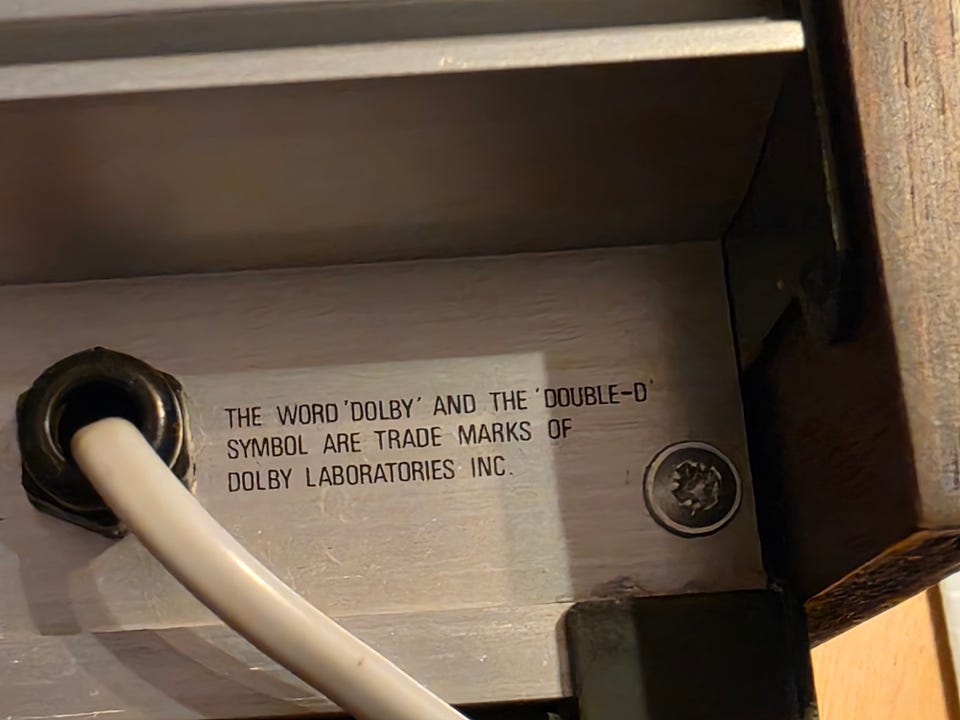 THE WORD 'DOLBY' AND THE 'DOUBLE-D'
SYMBOL ARE TRADE MARKS OF
DOLBY LABORATORIES INC.